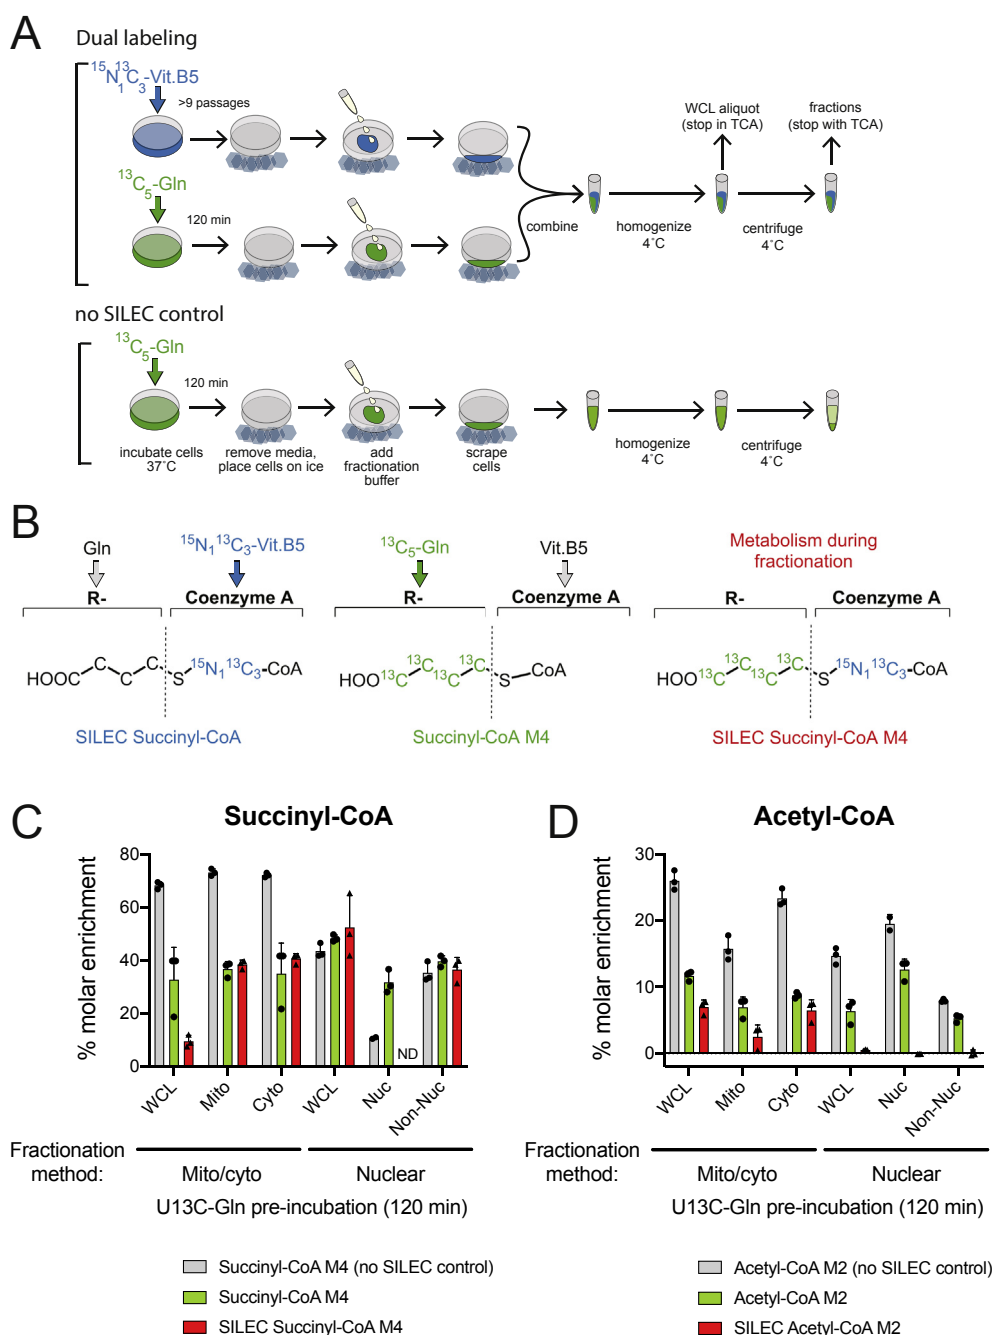 A
Dual labeling
15N1 13C3-Vit.B5
>9 passages
WCL aliquot
(stop in TCA)
fractions
(stop with TCA)
13C5-Gln
120 min
combine
homogenize
4˚C
centrifuge
4˚C
no SILEC control
13C5-Gln
120 min
incubate cells
37˚C
remove media,
place cells on ice
add
fractionation
buffer
scrape
cells
homogenize
4˚C
centrifuge
4˚C
B
Gln
15N1 13C3-Vit.B5
R-
Coenzyme A
HOOC C C C S 15N1 13C3-CoA
SILEC Succinyl-CoA
13C5-Gln
Vit.B5
R-
Coenzyme A
HOO13C 13C 13C 13C S CoA
Succinyl-CoA M4
Metabolism during
fractionation
R-
Coenzyme A
HOO13C 13C 13C 13C S 15N1 13C3-CoA
SILEC Succinyl-CoA M4
C
Succinyl-CoA
% molar enrichment
80
60
40
20
0
ND
WCL
Mito
Cyto
WCL
Nuc
Non-Nuc
Fractionation
method:
Mito/cyto
Nuclear
U13C-Gln pre-incubation (120 min)
Succinyl-CoA M4 (no SILEC control)
Succinyl-CoA M4
SILEC Succinyl-CoA M4
D
Acetyl-CoA
% molar enrichment
30
20
10
0
WCL
Mito
Cyto
WCL
Nuc
Non-Nuc
Fractionation
method:
Mito/cyto
Nuclear
U13C-Gln pre-incubation (120 min)
Acetyl-CoA M2 (no SILEC control)
Acetyl-CoA M2
SILEC Acetyl-CoA M2